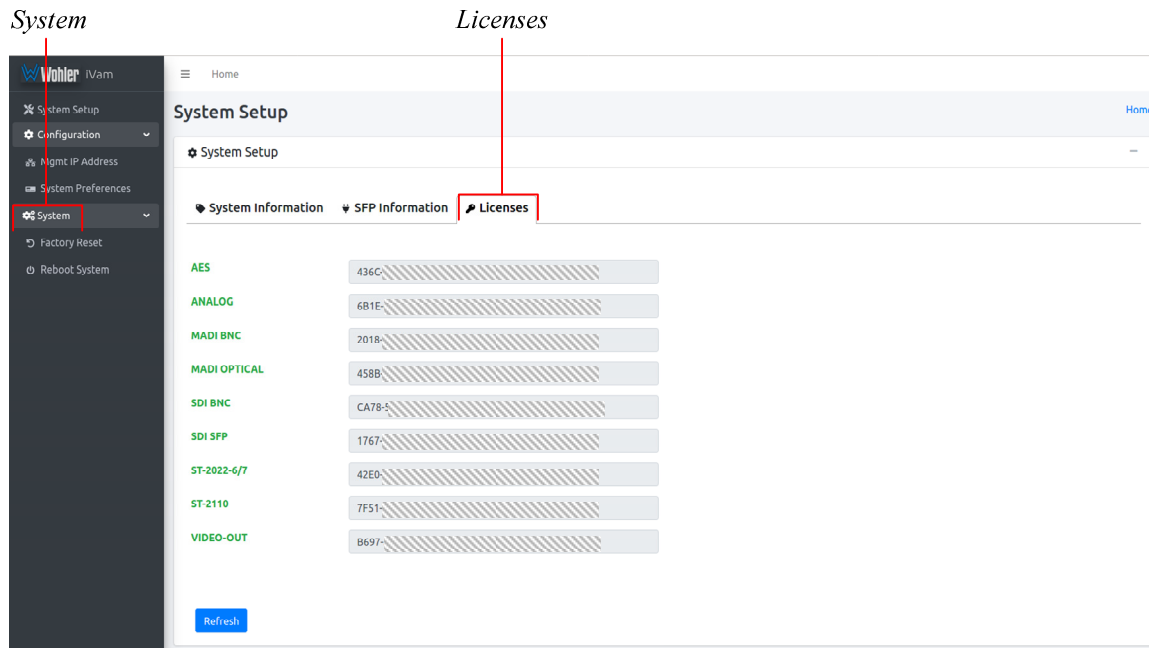 System Licenses
Wohler iVam
Home
System Setup
System Setup
Home
Configuration
System Setup
Mgmt IP Address
System Preferences
System Information SFP Information Licenses
System
Factory Reset
Reboot System
AES 436C-
ANALOG 6B1E-
MADI BNC 2018-
MADI OPTICAL 458B-
SDI BNC CA78-5
SDI SFP 1767-
ST-2022-6/7 42E0-
ST-2110 7F51-
VIDEO-OUT B697-
Refresh